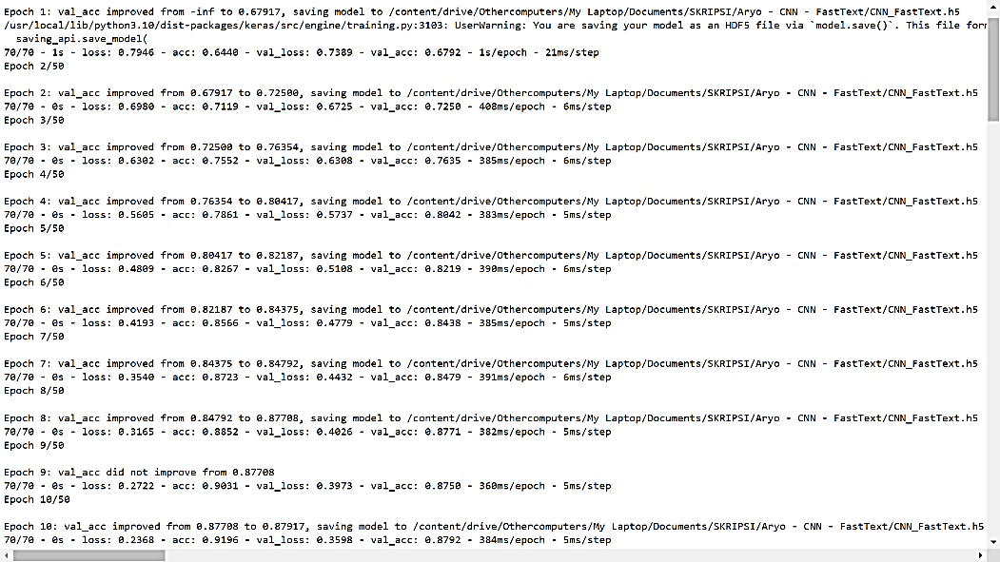 Epoch 1: val_acc improved from -inf to 0.67917, saving model to /content/drive/Othercomputers/My Laptop/Documents/SKRIPSI/Aryo - CNN - FastText/CNN_FastText.h5
/usr/local/lib/python3.10/dist-packages/keras/src/engine/training.py:3103: UserWarning: You are saving your model as an HDF5 file via `model.save()`. This file for
saving_api.save_model(
70/70 - 1s - loss: 0.7946 - acc: 0.6440 - val_loss: 0.7389 - val_acc: 0.6792 - 1s/epoch - 21ms/step
Epoch 2/50
Epoch 2: val_acc improved from 0.67917 to 0.72500, saving model to /content/drive/Othercomputers/My Laptop/Documents/SKRIPSI/Aryo - CNN - FastText/CNN_FastText.h5
70/70 - 0s - loss: 0.6980 - acc: 0.7119 - val_loss: 0.6725 - val_acc: 0.7250 - 408ms/epoch - 6ms/step
Epoch 3/50
Epoch 3: val_acc improved from 0.72500 to 0.76354, saving model to /content/drive/Othercomputers/My Laptop/Documents/SKRIPSI/Aryo - CNN - FastText/CNN_FastText.h5
70/70 - 0s - loss: 0.6302 - acc: 0.7552 - val_loss: 0.6308 - val_acc: 0.7635 - 385ms/epoch - 6ms/step
Epoch 4/50
Epoch 4: val_acc improved from 0.76354 to 0.80417, saving model to /content/drive/Othercomputers/My Laptop/Documents/SKRIPSI/Aryo - CNN - FastText/CNN_FastText.h5
70/70 - 0s - loss: 0.5605 - acc: 0.7861 - val_loss: 0.5737 - val_acc: 0.8042 - 383ms/epoch - 5ms/step
Epoch 5/50
Epoch 5: val_acc improved from 0.80417 to 0.82187, saving model to /content/drive/Othercomputers/My Laptop/Documents/SKRIPSI/Aryo - CNN - FastText/CNN_FastText.h5
70/70 - 0s - loss: 0.4809 - acc: 0.8267 - val_loss: 0.5108 - val_acc: 0.8219 - 390ms/epoch - 6ms/step
Epoch 6/50
Epoch 6: val_acc improved from 0.82187 to 0.84375, saving model to /content/drive/Othercomputers/My Laptop/Documents/SKRIPSI/Aryo - CNN - FastText/CNN_FastText.h5
70/70 - 0s - loss: 0.4193 - acc: 0.8566 - val_loss: 0.4779 - val_acc: 0.8438 - 385ms/epoch - 5ms/step
Epoch 7/50
Epoch 7: val_acc improved from 0.84375 to 0.84792, saving model to /content/drive/Othercomputers/My Laptop/Documents/SKRIPSI/Aryo - CNN - FastText/CNN_FastText.h5
70/70 - 0s - loss: 0.3540 - acc: 0.8723 - val_loss: 0.4432 - val_acc: 0.8479 - 391ms/epoch - 6ms/step
Epoch 8/50
Epoch 8: val_acc improved from 0.84792 to 0.87708, saving model to /content/drive/Othercomputers/My Laptop/Documents/SKRIPSI/Aryo - CNN - FastText/CNN_FastText.h5
70/70 - 0s - loss: 0.3165 - acc: 0.8852 - val_loss: 0.4026 - val_acc: 0.8771 - 382ms/epoch - 5ms/step
Epoch 9/50
Epoch 9: val_acc did not improve from 0.87708
70/70 - 0s - loss: 0.2722 - acc: 0.9031 - val_loss: 0.3973 - val_acc: 0.8750 - 360ms/epoch - 5ms/step
Epoch 10/50
Epoch 10: val_acc improved from 0.87708 to 0.87917, saving model to /content/drive/Othercomputers/My Laptop/Documents/SKRIPSI/Aryo - CNN - FastText/CNN_FastText.h5
70/70 - 0s - loss: 0.2368 - acc: 0.9196 - val_loss: 0.3598 - val_acc: 0.8792 - 384ms/epoch - 5ms/step